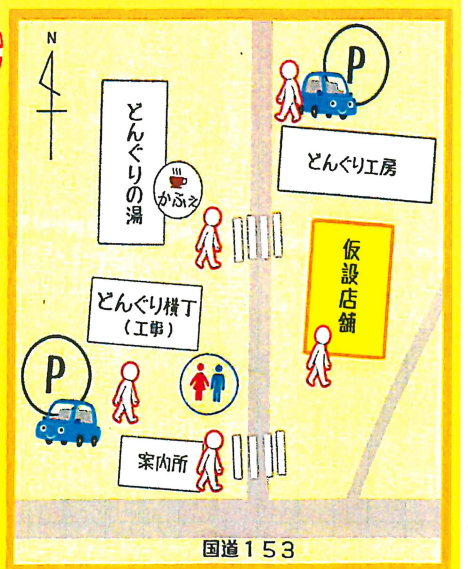 N
P
どんぐりの湯
どんぐり工房
かふぇ
仮設店舗
どんぐり横丁
(工事)
P
案内所
国道153